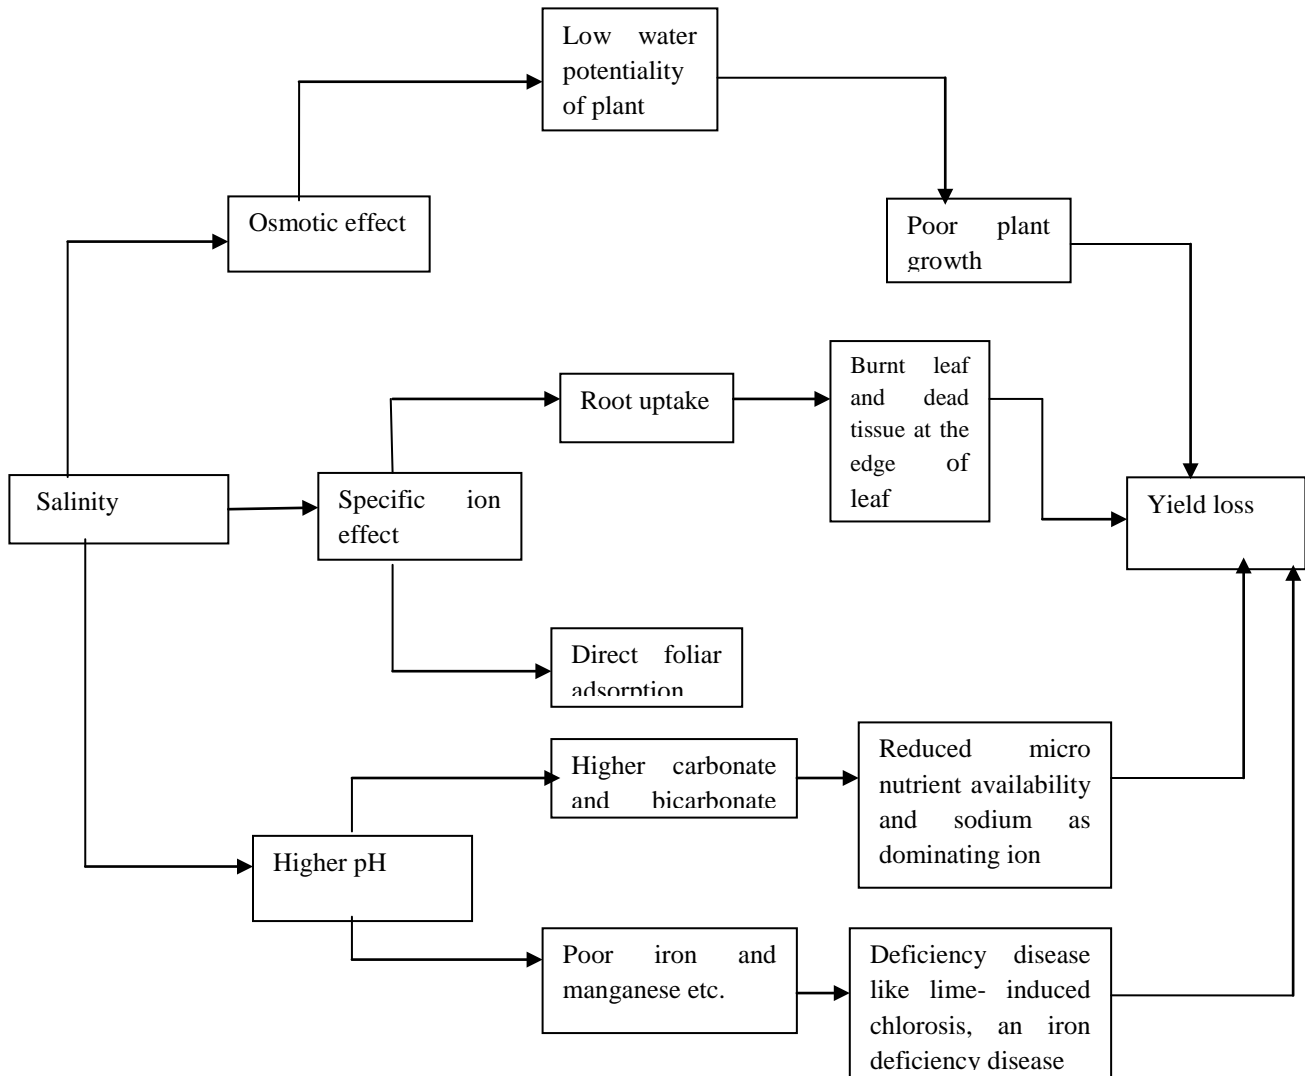 Low water
potentiality
of plant
Osmotic effect
Poor plant
growth
Burnt leaf
and dead
tissue at the
edge of
leaf
Root uptake
Salinity
Specific ion
effect
Yield loss
Direct foliar
adsorption
Higher carbonate
and bicarbonate
Reduced micro
nutrient availability
and sodium as
dominating ion
Higher pH
Poor iron and
manganese etc.
Deficiency disease
like lime- induced
chlorosis, an iron
deficiency disease